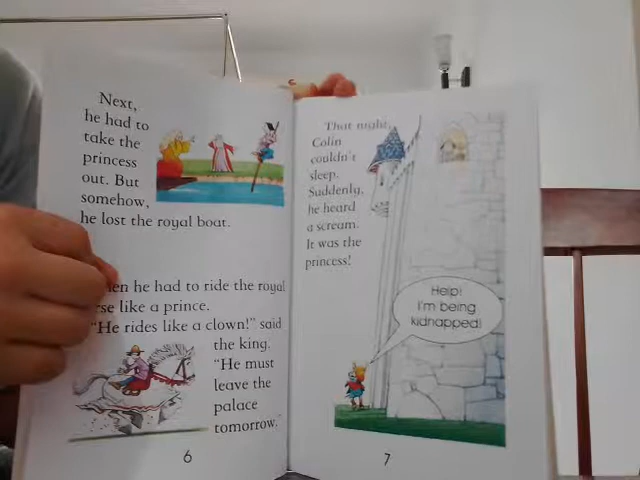 Next,
he had to
take the
princess
out. But
somehow,
he lost the royal boat.
he had to ride the royal
like a prince.
"He rides like a clown!" said
the king.
"He must
leave the
palace
tomorrow."
6
That night,
Colin
couldn't
sleep.
Suddenly,
he heard
a scream.
It was the
princess!
Help!
I'm being
kidnapped!
7